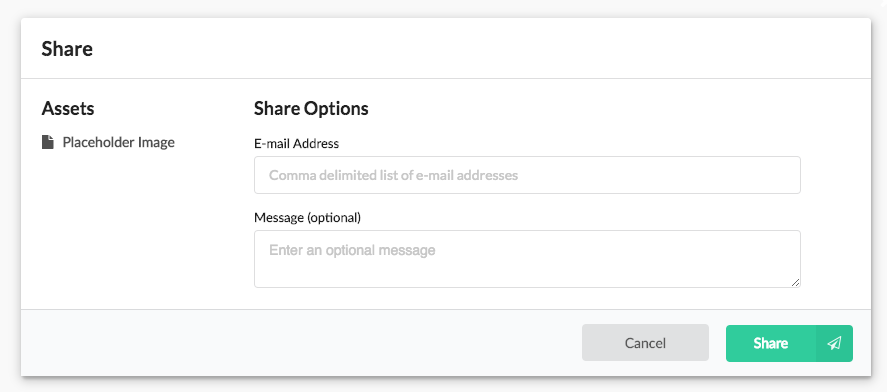 Share
Assets
Placeholder Image
Share Options
E-mail Address
Comma delimited list of e-mail addresses
Message (optional)
Enter an optional message
Cancel
Share